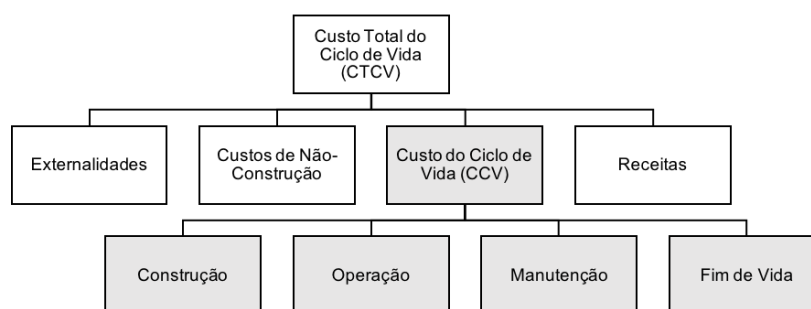 Custo Total do
Ciclo de Vida
(CTCV)
Externalidades
Custos de Não-
Construção
Custo do Ciclo de
Vida (CCV)
Receitas
Construção
Operação
Manutenção
Fim de Vida